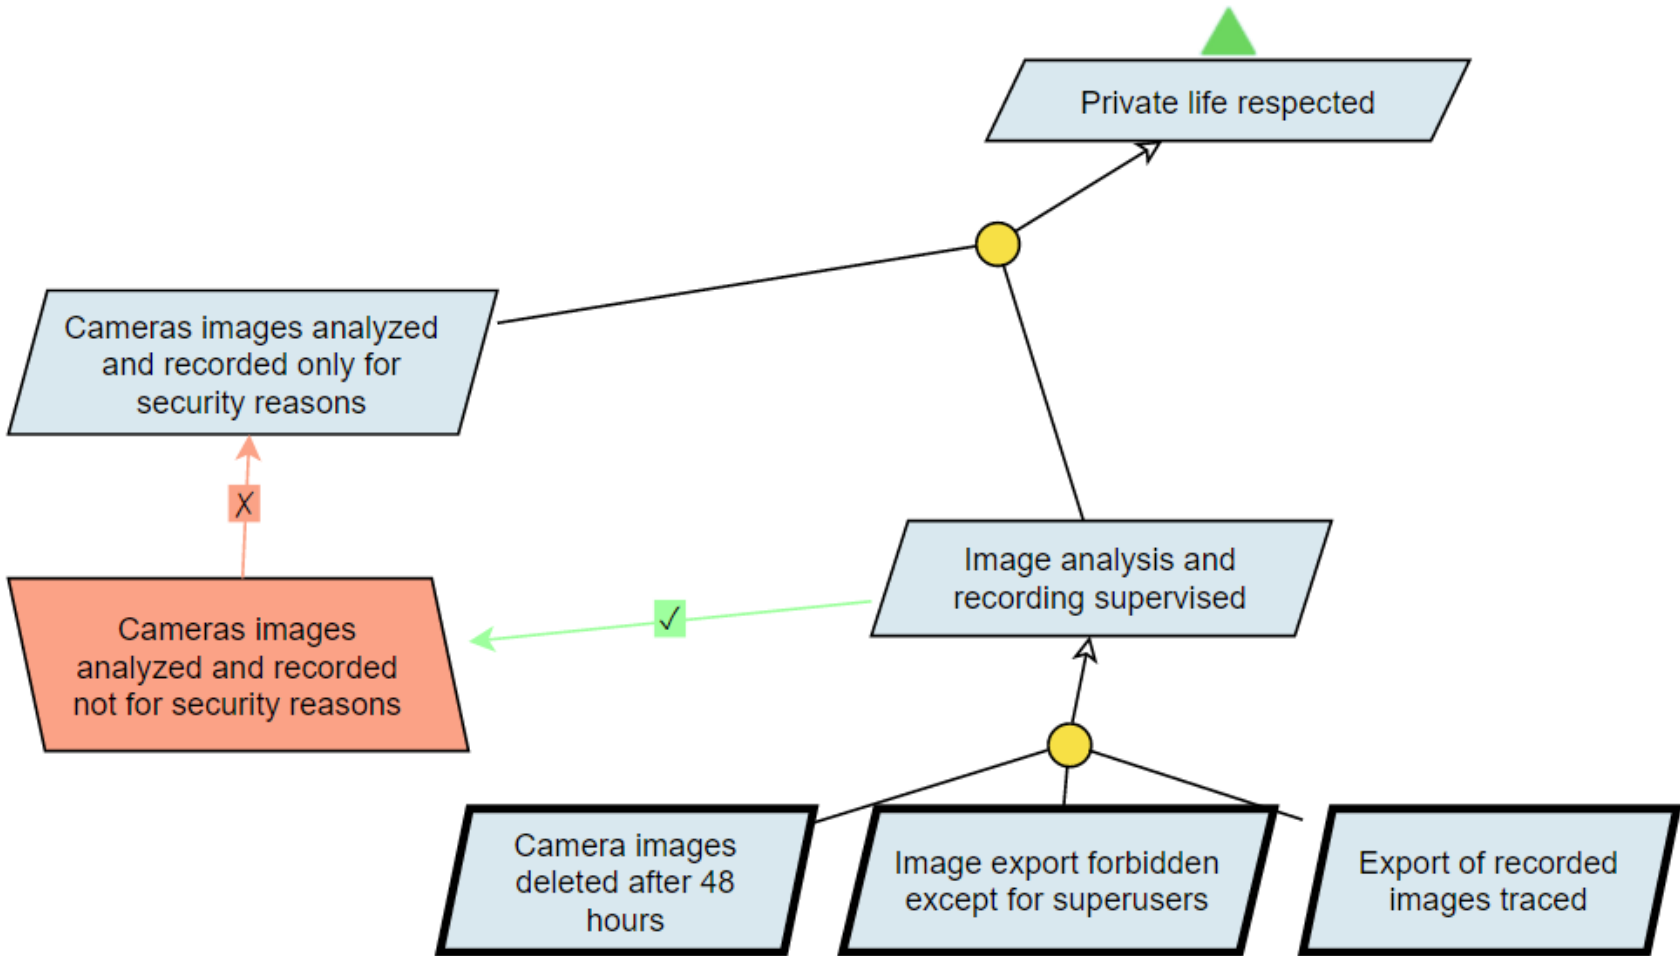 Private life respected
Cameras images analyzed
and recorded only for
security reasons
X
Image analysis and
recording supervised
✓
Cameras images
analyzed and recorded
not for security reasons
Camera images
deleted after 48
hours
Image export forbidden
except for superusers
Export of recorded
images traced